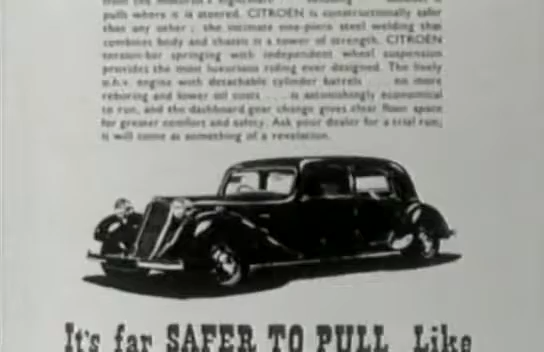 pulls where it is steered. CITROEN is constructionally safer
than any other ; the intimate one-piece steel welding that
combines body and chassis is a tower of strength. CITROEN
torsion-bar springing with independent wheel suspension
provides the most luxurious riding ever designed. The lively
o.h.v. engine with detachable cylinder barrels . . . no more
reboring and lower oil costs . . . is astonishingly economical
to run, and the dashboard gear change gives clear floor space
for greater comfort and safety. Ask your dealer for a trial run;
it will come as something of a revelation.
It's far SAFER TO PULL Like